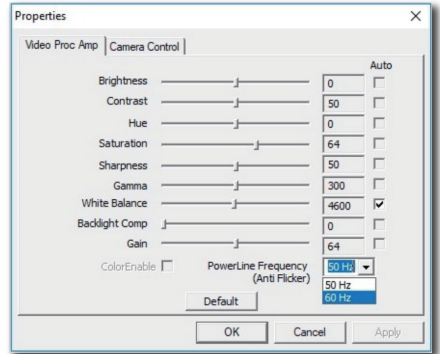 Properties
Video Proc Amp Camera Control
Auto
Brightness 0
Contrast 50
Hue 0
Saturation 64
Sharpness 50
Gamma 300
White Balance 4600
Backlight Comp 0
Gain 64
ColorEnable PowerLine Frequency 50 Hz
(Anti Flicker)
50 Hz
60 Hz
Default
OK Cancel Apply